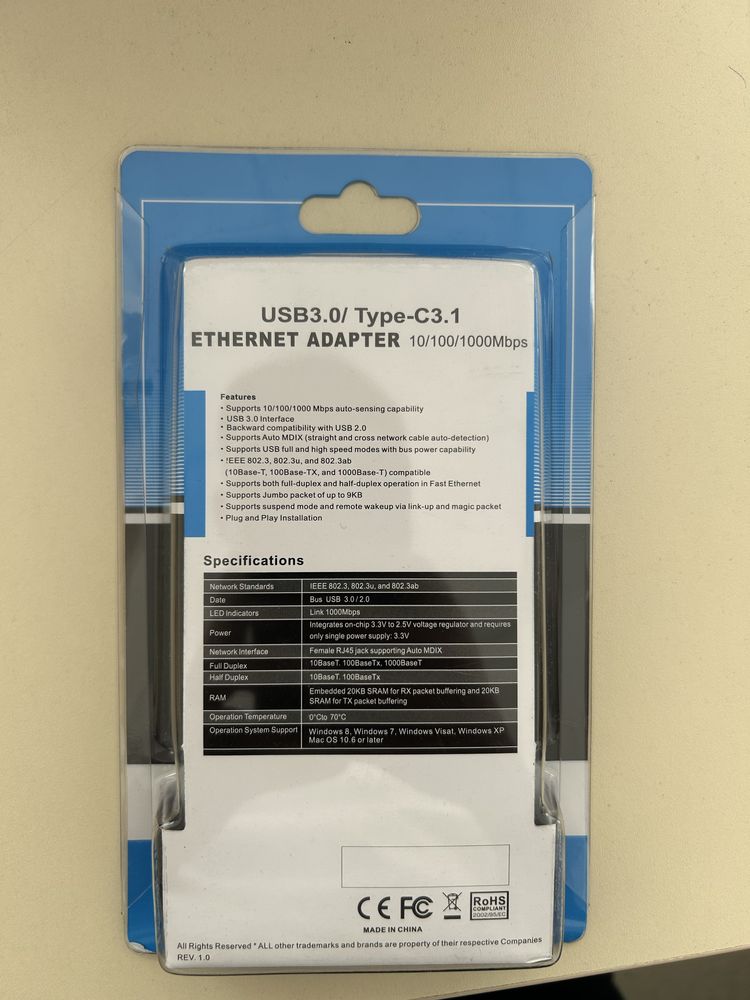 USB3.0/ Type-C3.1
ETHERNET ADAPTER 10/100/1000Mbps
Features
• Supports 10/100/1000 Mbps auto-sensing capability
• USB 3.0 Interface
• Backward compatibility with USB 2.0
• Supports Auto MDIX (straight and cross network cable auto-detection)
• Supports USB full and high speed modes with bus power capability
• IEEE 802.3, 802.3u, and 802.3ab
(10Base-T, 100Base-TX, and 1000Base-T) compatible
• Supports both full-duplex and half-duplex operation in Fast Ethernet
• Supports Jumbo packet of up to 9KB
• Supports suspend mode and remote wakeup via link-up and magic packet
• Plug and Play Installation
Specifications
Network Standards IEEE 802.3, 802.3u, and 802.3ab
Date Bus USB 3.0/2.0
LED Indicators Link 1000Mbps
Power Integrates on-chip 3.3V to 2.5V voltage regulator and requires
only single power supply: 3.3V
Network Interface Female RJ45 jack supporting Auto MDIX
Full Duplex 10BaseT. 100BaseTx, 1000BaseT
Half Duplex 10BaseT. 100BaseTx
RAM Embedded 20KB SRAM for RX packet buffering and 20KB
SRAM for TX packet buffering
Operation Temperature 0°Cto 70°C
Operation System Support Windows 8, Windows 7, Windows Visat, Windows XP
Mac OS 10.6 or later
CE FC RoHS
COMPLIANT
2002/95/EC
MADE IN CHINA
All Rights Reserved * ALL other trademarks and brands are property of their respective Companies
REV. 1.0